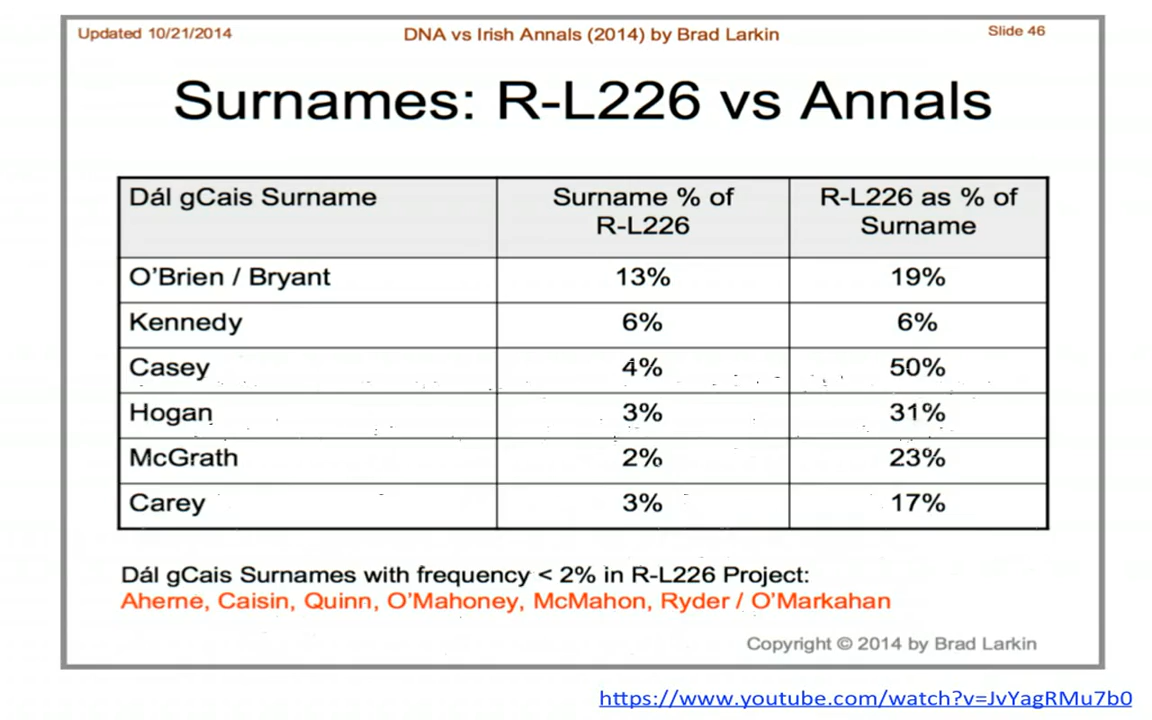 Updated 10/21/2014 DNA vs Irish Annals (2014) by Brad Larkin Slide 46
Surnames: R-L226 vs Annals
Dál gCais Surname Surname % of R-L226 R-L226 as % of Surname
O'Brien / Bryant 13% 19%
Kennedy 6% 6%
Casey 4% 50%
Hogan 3% 31%
McGrath 2% 23%
Carey 3% 17%
Dál gCais Surnames with frequency < 2% in R-L226 Project:
Aherne, Caisin, Quinn, O'Mahoney, McMahon, Ryder / O'Markahan
Copyright © 2014 by Brad Larkin
https://www.youtube.com/watch?v=JvYagRMu7b0